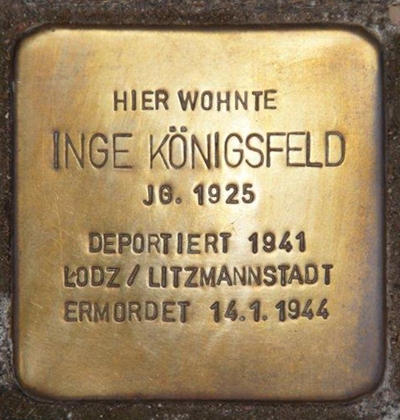 HIER WOHNTE
INGE KÖNIGSFELD
JG. 1925
DEPORTIERT 1941
ŁODZ / LITZMANNSTADT
ERMORDET 14.1.1944